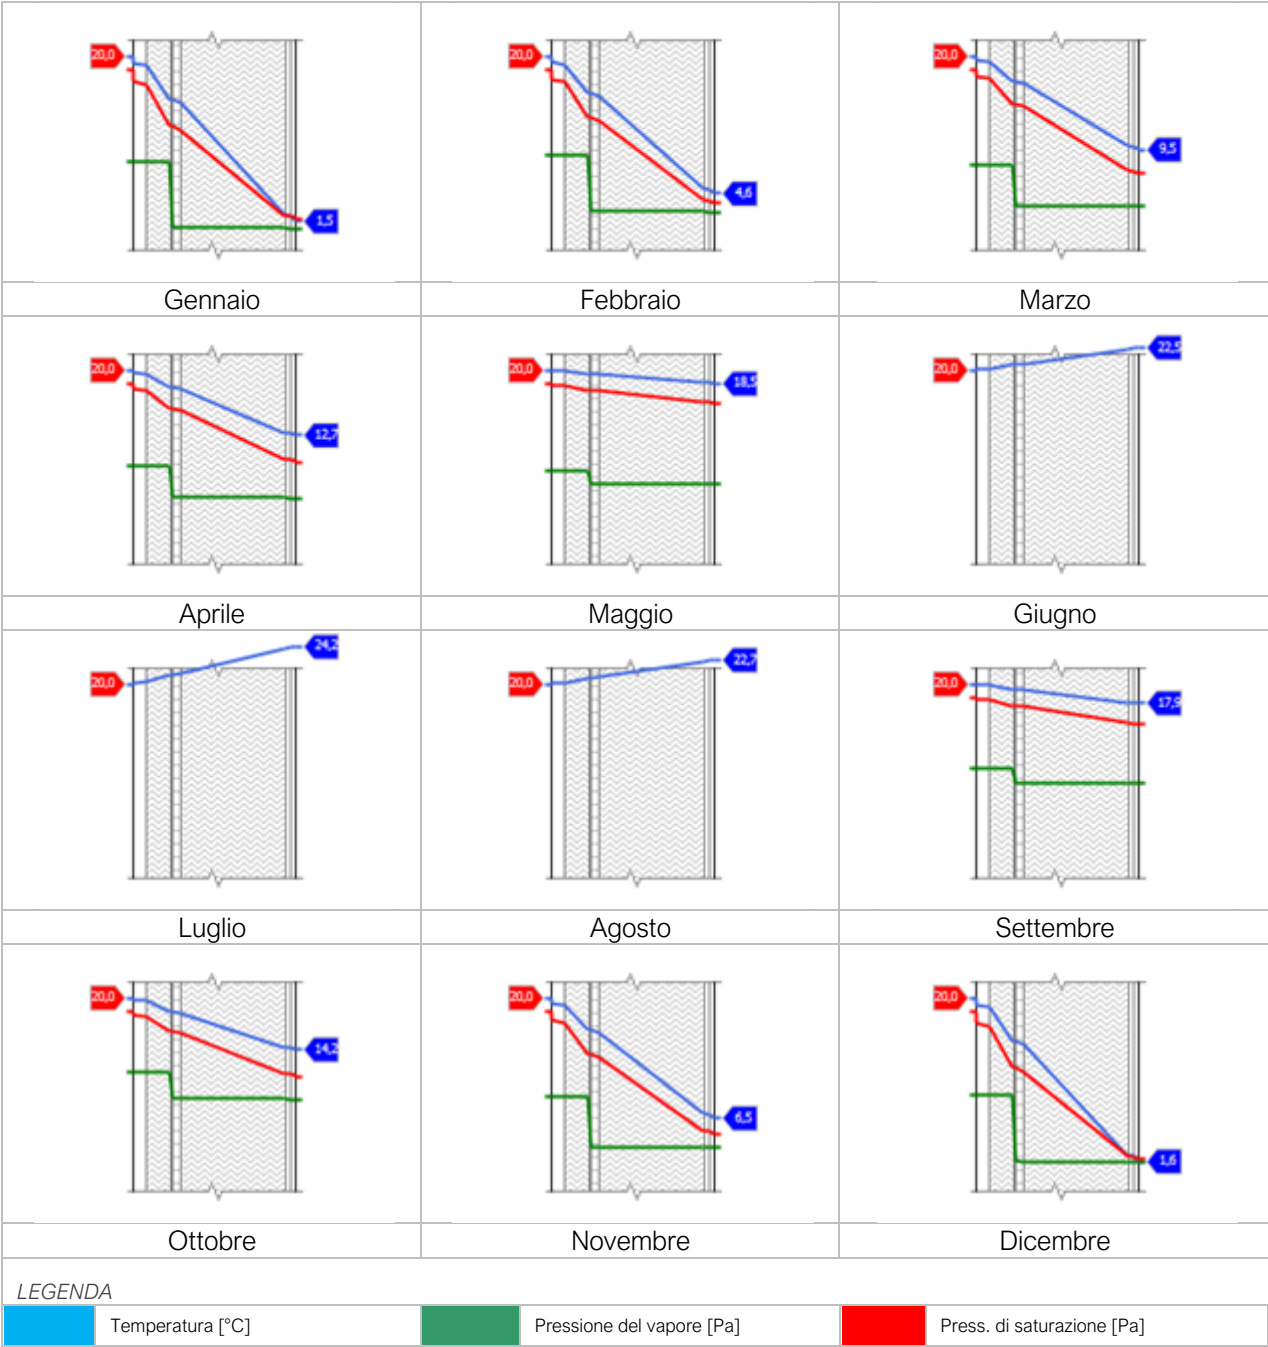 20,0 20,0 20,0
1,5 4,6 9,5
Gennaio Febbraio Marzo
20,0 20,0 20,0
12,7 18,5 22,5
Aprile Maggio Giugno
20,0 20,0 20,0
24,2 22,7 17,9
Luglio Agosto Settembre
20,0 20,0 20,0
14,2 6,5 1,6
Ottobre Novembre Dicembre
LEGENDA
Temperatura [°C] Pressione del vapore [Pa] Press. di saturazione [Pa]